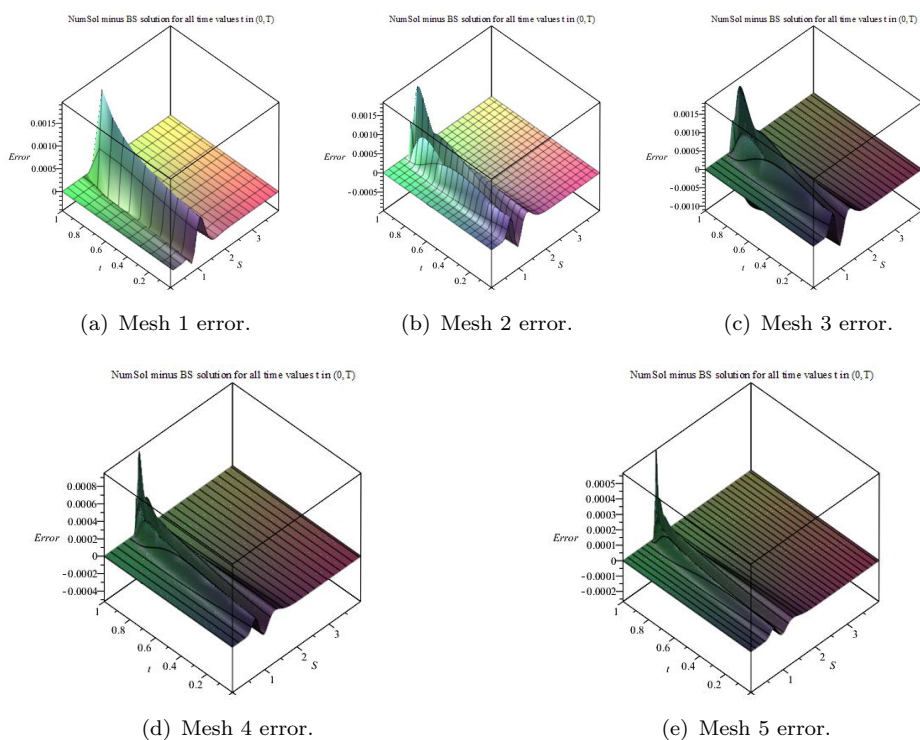 NumSol minus BS solution for all time values t in (0,T)
NumSol minus BS solution for all time values t in (0,T)
NumSol minus BS solution for all time values t in (0,T)
0.0015
0.0010
Error
0.0005
0
1
0.8
0.6
t
0.4
0.2
1
2
S
3
0.0015
0.0010
0.0005
Error
0
-0.0005
1
0.8
0.6
t
0.4
0.2
1
2
S
3
0.0015
0.0010
0.0005
Error
0
-0.0005
-0.0010
1
0.8
0.6
t
0.4
0.2
1
2
S
3
(a) Mesh 1 error.
(b) Mesh 2 error.
(c) Mesh 3 error.
NumSol minus BS solution for all time values t in (0,T)
NumSol minus BS solution for all time values t in (0,T)
0.0008
0.0006
0.0004
0.0002
Error
0
-0.0002
-0.0004
1
0.8
0.6
t
0.4
0.2
1
2
S
3
0.0005
0.0004
0.0003
0.0002
Error
0.0001
0
-0.0001
-0.0002
1
0.8
0.6
t
0.4
0.2
1
2
S
3
(d) Mesh 4 error.
(e) Mesh 5 error.